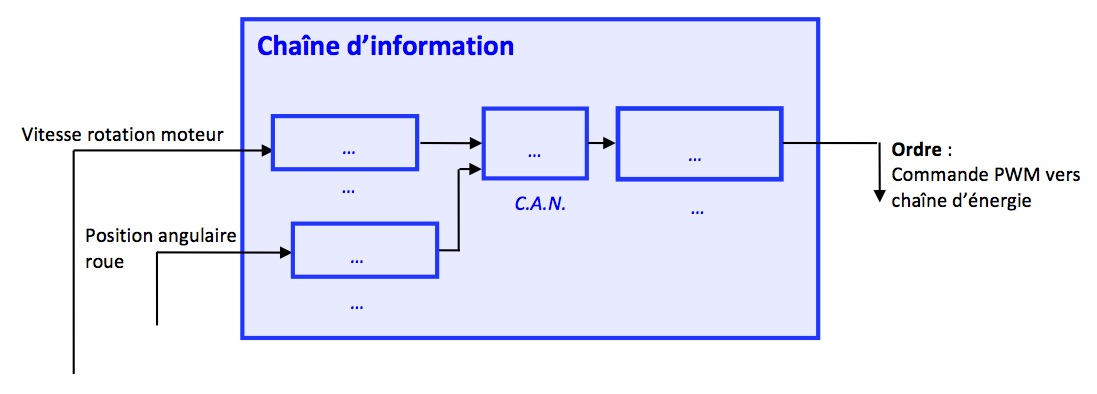 Chaîne d’information
Vitesse rotation moteur
...
...
...
C.A.N.
...
...
Ordre :
Commande PWM vers
chaîne d’énergie
Position angulaire
roue
...
...